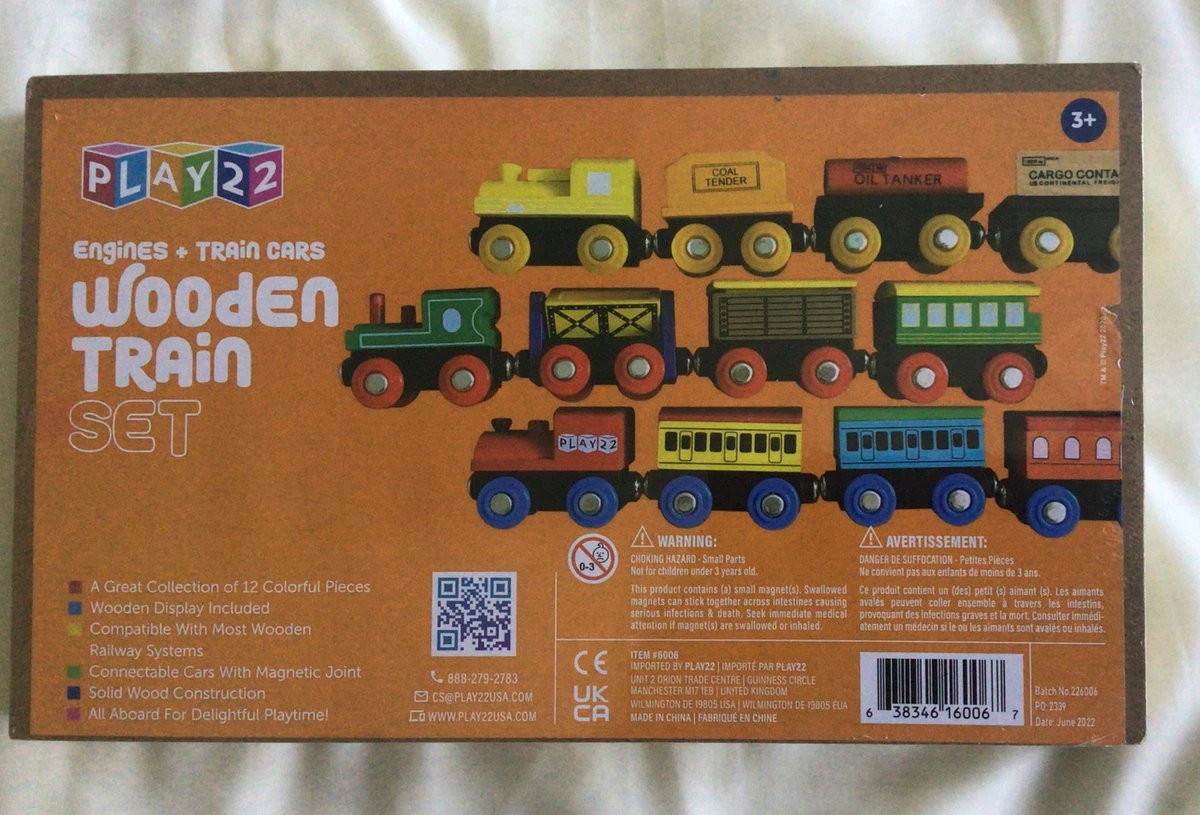 3+
PLAY22
ENGINES + TRAIN CARS
WOODEN
TRAIN
SET
COAL
TENDER
OIL TANKER
CARGO CONTA
US CONTINENTAL FREIG
TM & © Play22 202
PLAY22
A Great Collection of 12 Colorful Pieces
Wooden Display Included
Compatible With Most Wooden
Railway Systems
Connectable Cars With Magnetic Joint
Solid Wood Construction
All Aboard For Delightful Playtime!
888-279-2783
CS@PLAY22USA.COM
WWW.PLAY22USA.COM
0-3
WARNING:
CHOKING HAZARD - Small Parts
Not for children under 3 years old.
This product contains (a) small magnet(s). Swallowed
magnets can stick together across intestines causing
serious infections & death. Seek immediate medical
attention if magnet(s) are swallowed or inhaled.
AVERTISSEMENT:
DANGER DE SUFFOCATION - Petites Pièces
Ne convient pas aux enfants de moins de 3 ans.
Ce produit contient un (des) petit (s) aimant (s). Les aimants
avalés peuvent coller ensemble à travers les intestins,
provoquant des infections graves et la mort. Consulter immédi-
atement un médecin si le ou les aimants sont avalés ou inhalés.
CE
UK
CA
ITEM #6006
IMPORTED BY PLAY22 | IMPORTÉ PAR PLAY22
UNIT 2 ORION TRADE CENTRE | GUINNESS CIRCLE
MANCHESTER M17 1EB | UNITED KINGDOM
WILMINGTON DE 19805 USA | WILMINGTON DE 19805 ÉUA
MADE IN CHINA | FABRIQUÉ EN CHINE
6 38346 16006 7
Batch No.226006
PO: 2339
Date: June 2022